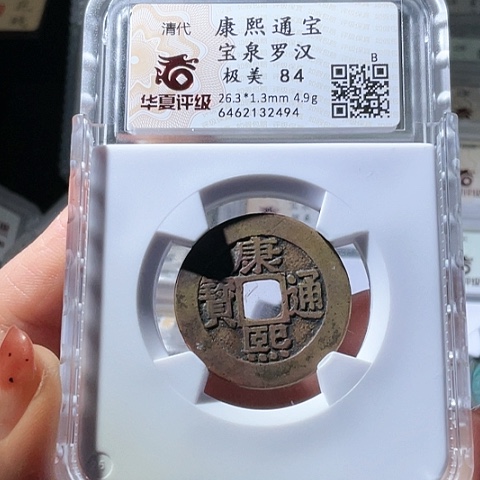 清代
康熙通宝
宝泉罗汉
极美 84
华夏评级
26.3*1.3mm 4.9g
6462132494
B
康
寳 通
熙